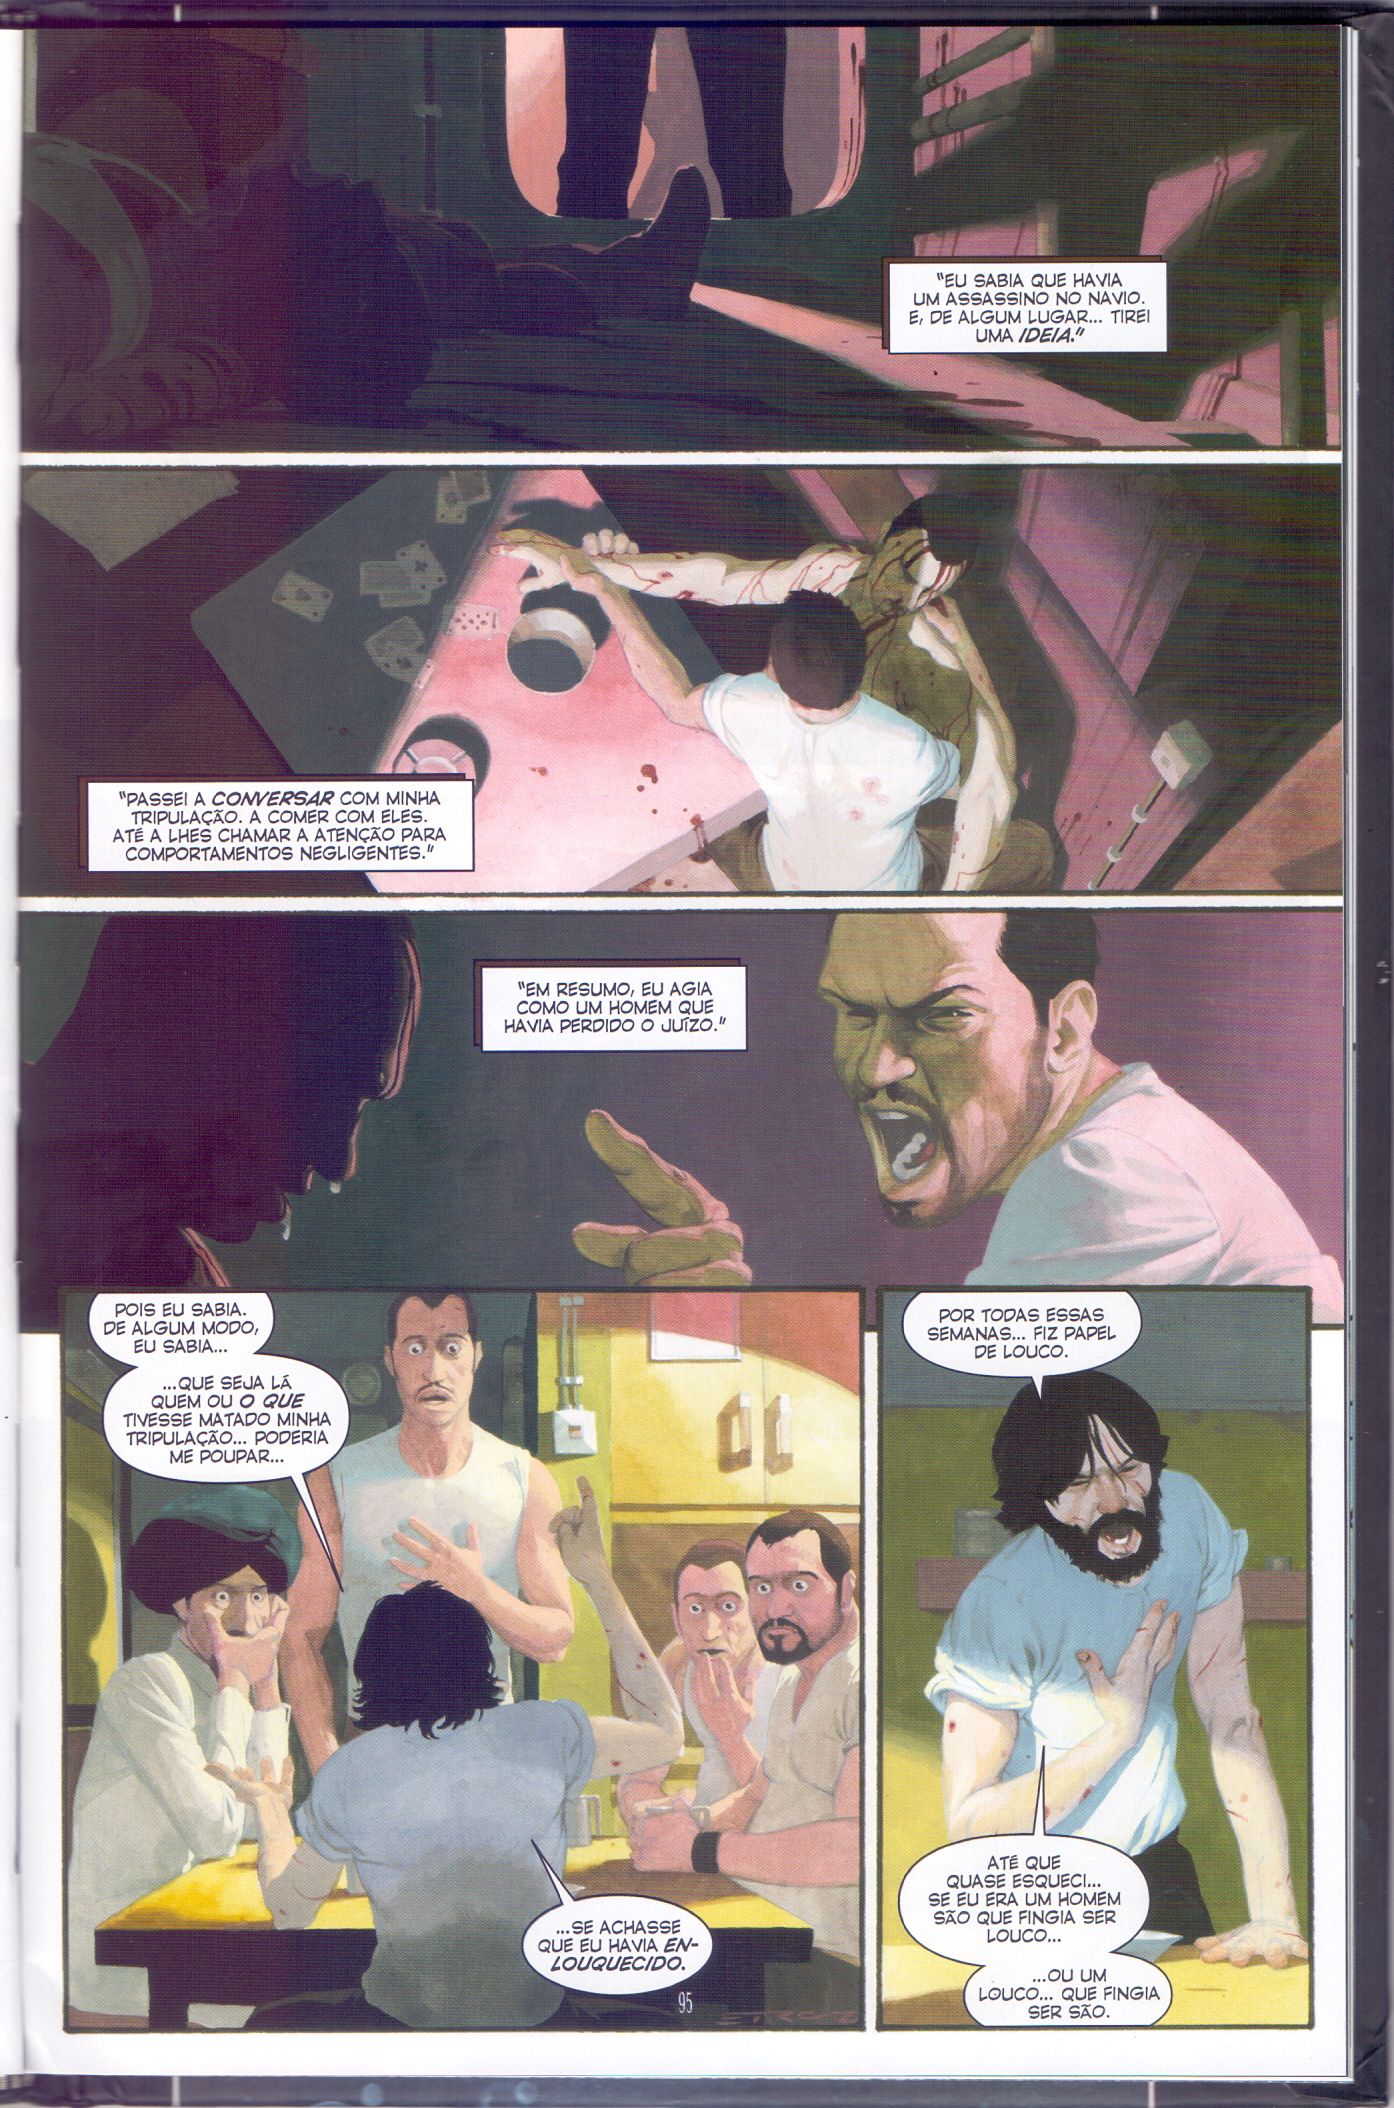 "EU SABIA QUE HAVIA
UM ASSASSINO NO NAVIO.
E, DE ALGUM LUGAR... TIREI
UMA IDEIA."
"PASSEI A CONVERSAR COM MINHA
TRIPULAÇÃO. A COMER COM ELES.
ATÉ A LHES CHAMAR A ATENÇÃO PARA
COMPORTAMENTOS NEGLIGENTES."
"EM RESUMO, EU AGIA
COMO UM HOMEM QUE
HAVIA PERDIDO O JUÍZO."
POIS EU SABIA.
DE ALGUM MODO,
EU SABIA...
...QUE SEJA LÁ
QUEM OU O QUE
TIVESSE MATADO MINHA
TRIPULAÇÃO... PODERIA
ME POUPAR...
...SE ACHASSE
QUE EU HAVIA EN-
LOUQUECIDO.
POR TODAS ESSAS
SEMANAS... FIZ PAPEL
DE LOUCO.
ATÉ QUE
QUASE ESQUECI...
SE EU ERA UM HOMEM
SÃO QUE FINGIA SER
LOUCO...
...OU UM
LOUCO... QUE FINGIA
SER SÃO.
95